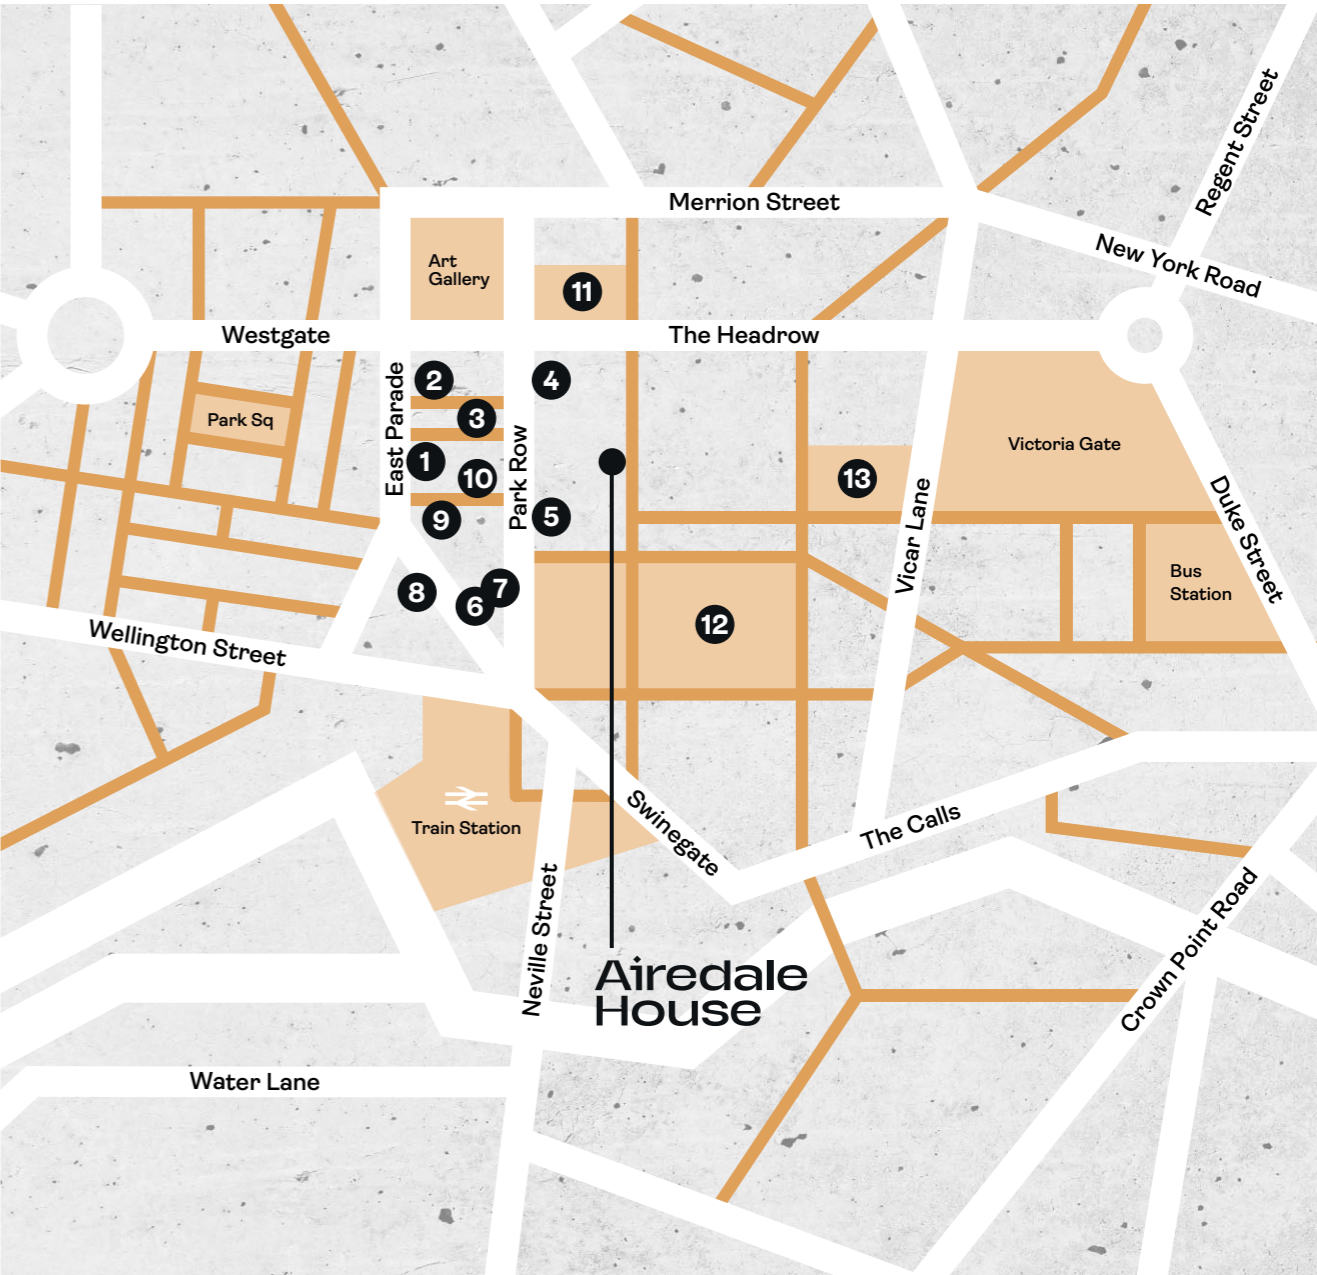 Regent Street
Merrion Street
New York Road
Art
Gallery
11
Westgate
The Headrow
2
4
East Parade
3
Park Sq
Victoria Gate
1
10
Park Row
13
9
5
Vicar Lane
Duke Street
Bus
Station
8
7
6
12
Wellington Street
Train Station
Swinegate
The Calls
Neville Street
Crown Point Road
Airedale
House
Water Lane